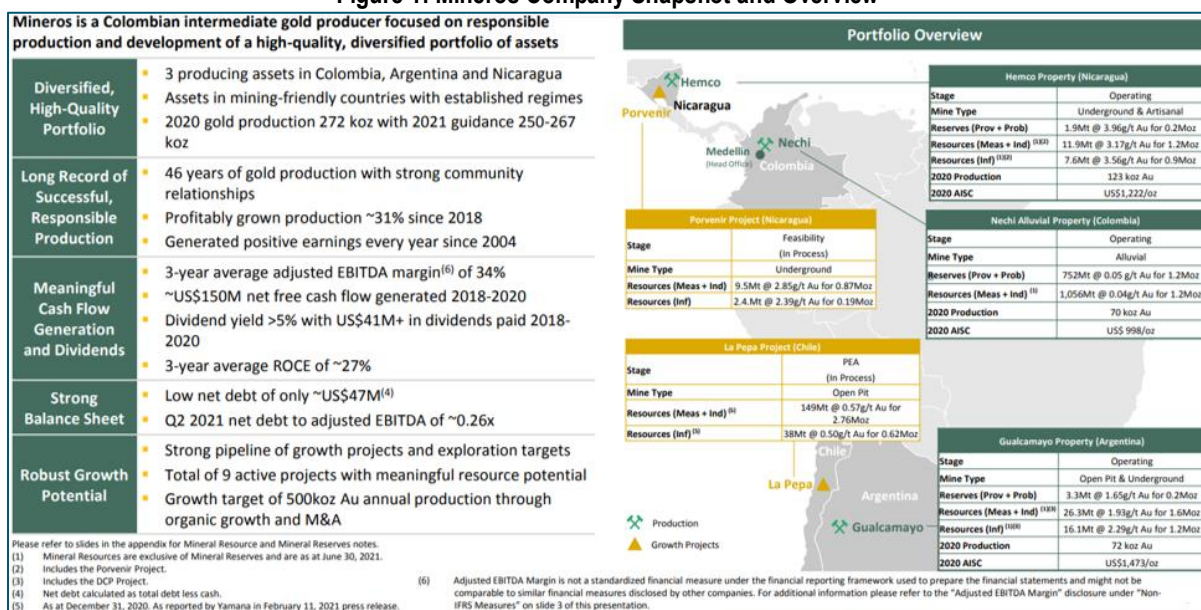 Figure 1: Mineros Company Snapshot and Overview
Mineros is a Colombian intermediate gold producer focused on responsible
production and development of a high-quality, diversified portfolio of assets
Diversified,
High-Quality
Portfolio
3 producing assets in Colombia, Argentina and Nicaragua
Assets in mining-friendly countries with established regimes
2020 gold production 272 koz with 2021 guidance 250-267
koz
Long Record of
Successful,
Responsible
Production
46 years of gold production with strong community
relationships
Profitably grown production ~31% since 2018
Generated positive earnings every year since 2004
Meaningful
Cash Flow
Generation
and Dividends
3-year average adjusted EBITDA margin(6) of 34%
~US$150M net free cash flow generated 2018-2020
Dividend yield >5% with US$41M+ in dividends paid 2018-
2020
3-year average ROCE of ~27%
Strong
Balance Sheet
Low net debt of only ~US$47M(4)
Q2 2021 net debt to adjusted EBITDA of ~0.26x
Robust Growth
Potential
Strong pipeline of growth projects and exploration targets
Total of 9 active projects with meaningful resource potential
Growth target of 500koz Au annual production through
organic growth and M&A
Portfolio Overview
Hemco
Nicaragua
Porvenir
Nechi
Medellin
(Head Office)
Colombia
Hemco Property (Nicaragua)
Stage Operating
Mine Type Underground & Artisanal
Reserves (Prov + Prob) 1.9Mt @ 3.96g/t Au for 0.2Moz
Resources (Meas + Ind) (1)(2) 11.9Mt @ 3.17g/t Au for 1.2Moz
Resources (Inf) (1)(2) 7.6Mt @ 3.56g/t Au for 0.9Moz
2020 Production 123 koz Au
2020 AISC US$1,222/oz
Porvenir Project (Nicaragua)
Stage Feasibility
(In Process)
Mine Type Underground
Resources (Meas + Ind) 9.5Mt @ 2.85g/t Au for 0.87Moz
Resources (Inf) 2.4.Mt @ 2.39g/t Au for 0.19Moz
Nechi Alluvial Property (Colombia)
Stage Operating
Mine Type Alluvial
Reserves (Prov + Prob) 752Mt @ 0.05 g/t Au for 1.2Moz
Resources (Meas + Ind) (1) 1,056Mt @ 0.04g/t Au for 1.2Moz
2020 Production 70 koz Au
2020 AISC US$ 998/oz
La Pepa Project (Chile)
Stage PEA
(In Process)
Mine Type Open Pit
Resources (Meas + Ind) (5) 149Mt @ 0.57g/t Au for
2.76Moz
Resources (Inf) (5) 38Mt @ 0.50g/t Au for 0.62Moz
Chile
La Pepa
Argentina
Gualcamayo
Gualcamayo Property (Argentina)
Stage Operating
Mine Type Open Pit & Underground
Reserves (Prov + Prob) 3.3Mt @ 1.65g/t Au for 0.2Moz
Resources (Meas + Ind) (1)(3) 26.3Mt @ 1.93g/t Au for 1.6Moz
Resources (Inf) (1)(3) 16.1Mt @ 2.29g/t Au for 1.2Moz
2020 Production 72 koz Au
2020 AISC US$1,473/oz
Production
Growth Projects
Please refer to slides in the appendix for Mineral Resource and Mineral Reserves notes.
(1) Mineral Resources are exclusive of Mineral Reserves and are as at June 30, 2021.
(2) Includes the Porvenir Project.
(3) Includes the DCP Project.
(4) Net debt calculated as total debt less cash.
(5) As at December 31, 2020. As reported by Yamana in February 11, 2021 press release.
(6) Adjusted EBITDA Margin is not a standardized financial measure under the financial reporting framework used to prepare the financial statements and might not be
comparable to similar financial measures disclosed by other companies. For additional information please refer to the "Adjusted EBITDA Margin" disclosure under "Non-
IFRS Measures" on slide 3 of this presentation.